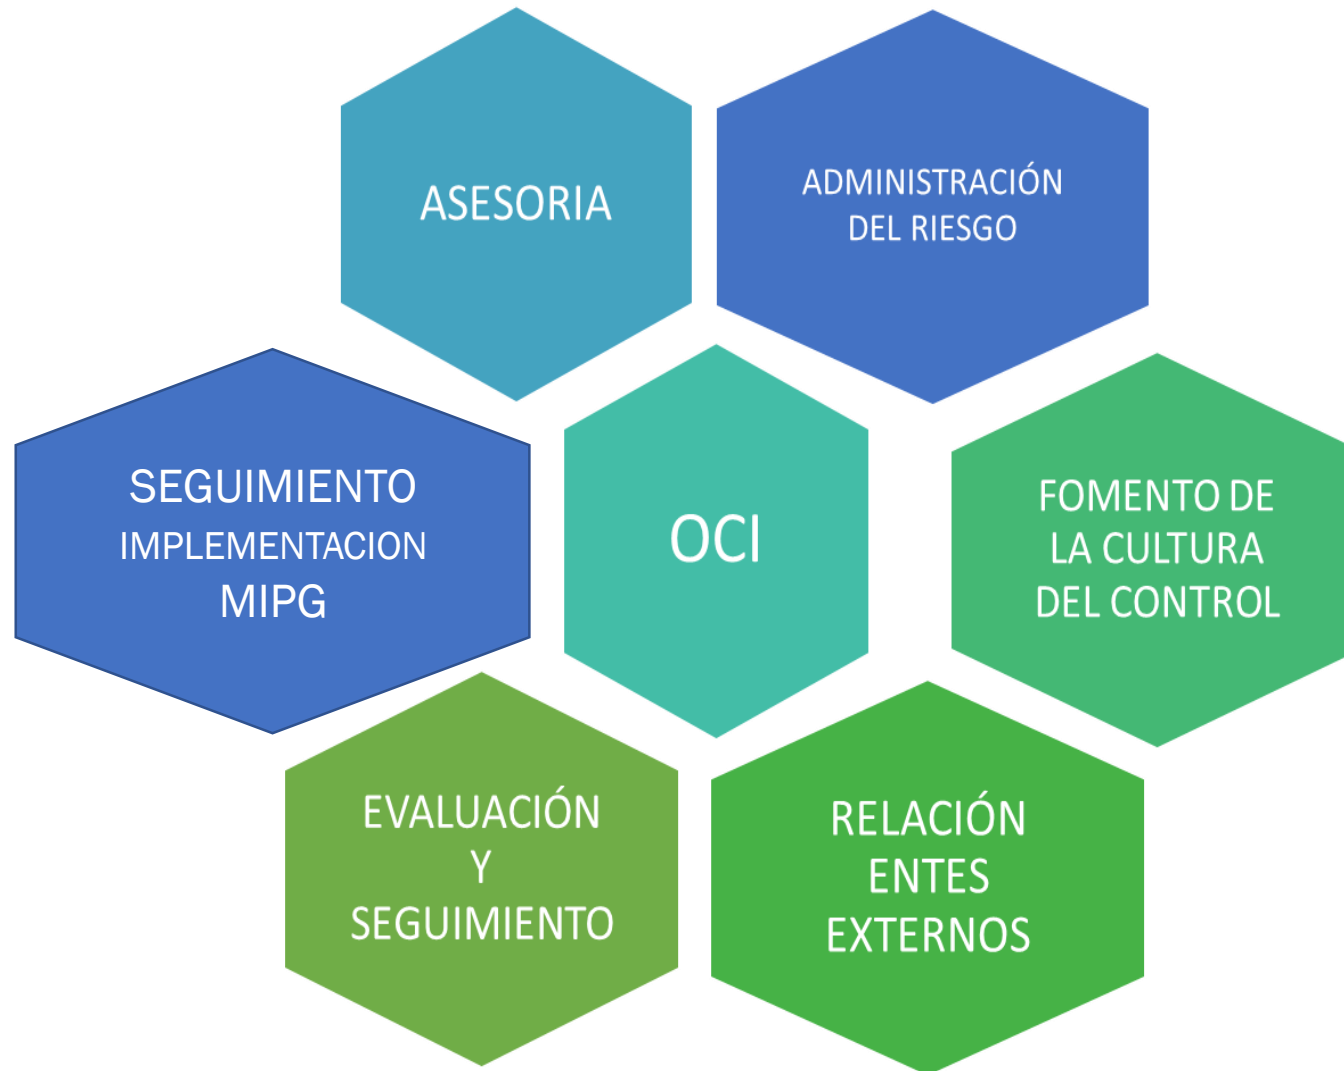 ASESORIA
ADMINISTRACIÓN
DEL RIESGO
SEGUIMIENTO
IMPLEMENTACION
MIPG
OCI
FOMENTO DE
LA CULTURA
DEL CONTROL
EVALUACIÓN
Y
SEGUIMIENTO
RELACIÓN
ENTES
EXTERNOS